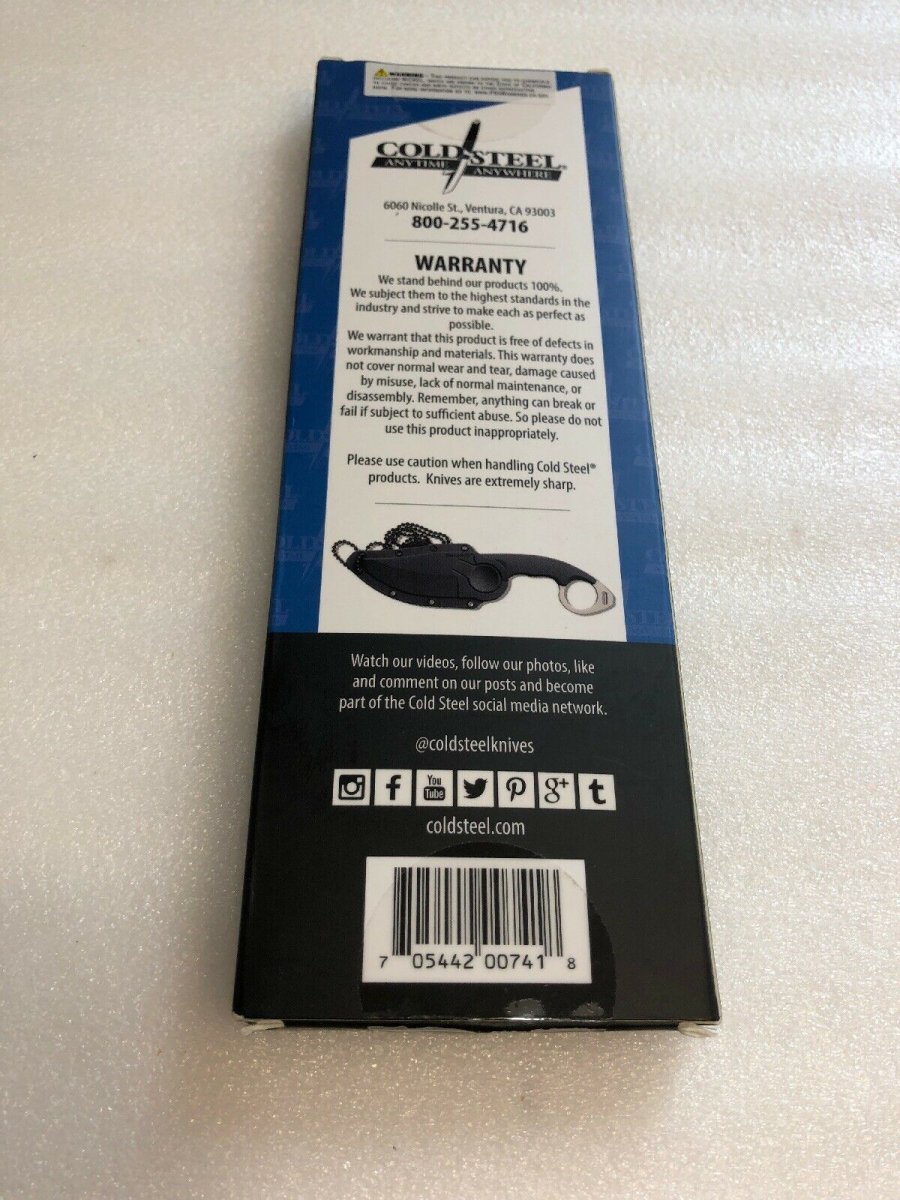 COLD STEEL®
ANYTIME ANYWHERE
6060 Nicolle St., Ventura, CA 93003
800-255-4716
WARRANTY
We stand behind our products 100%.
We subject them to the highest standards in the
industry and strive to make each as perfect as
possible.
We warrant that this product is free of defects in
workmanship and materials. This warranty does
not cover normal wear and tear, damage caused
by misuse, lack of normal maintenance, or
disassembly. Remember, anything can break or
fail if subject to sufficient abuse. So please do not
use this product inappropriately.
Please use caution when handling Cold Steel®
products. Knives are extremely sharp.
Watch our videos, follow our photos, like
and comment on our posts and become
part of the Cold Steel social media network.
@coldsteelknives
f You Tube g+ t
coldsteel.com
7 05442 00741 8